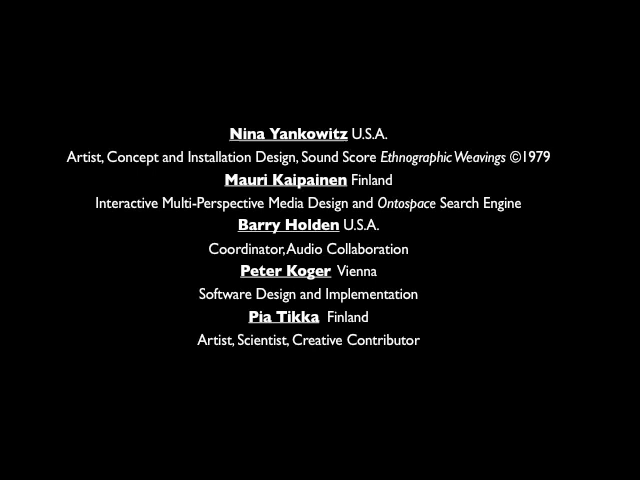 Nina Yankowitz U.S.A.
Artist, Concept and Installation Design, Sound Score Ethnographic Weavings ©1979
Mauri Kaipainen Finland
Interactive Multi-Perspective Media Design and Ontospace Search Engine
Barry Holden U.S.A.
Coordinator, Audio Collaboration
Peter Koger Vienna
Software Design and Implementation
Pia Tikka Finland
Artist, Scientist, Creative Contributor